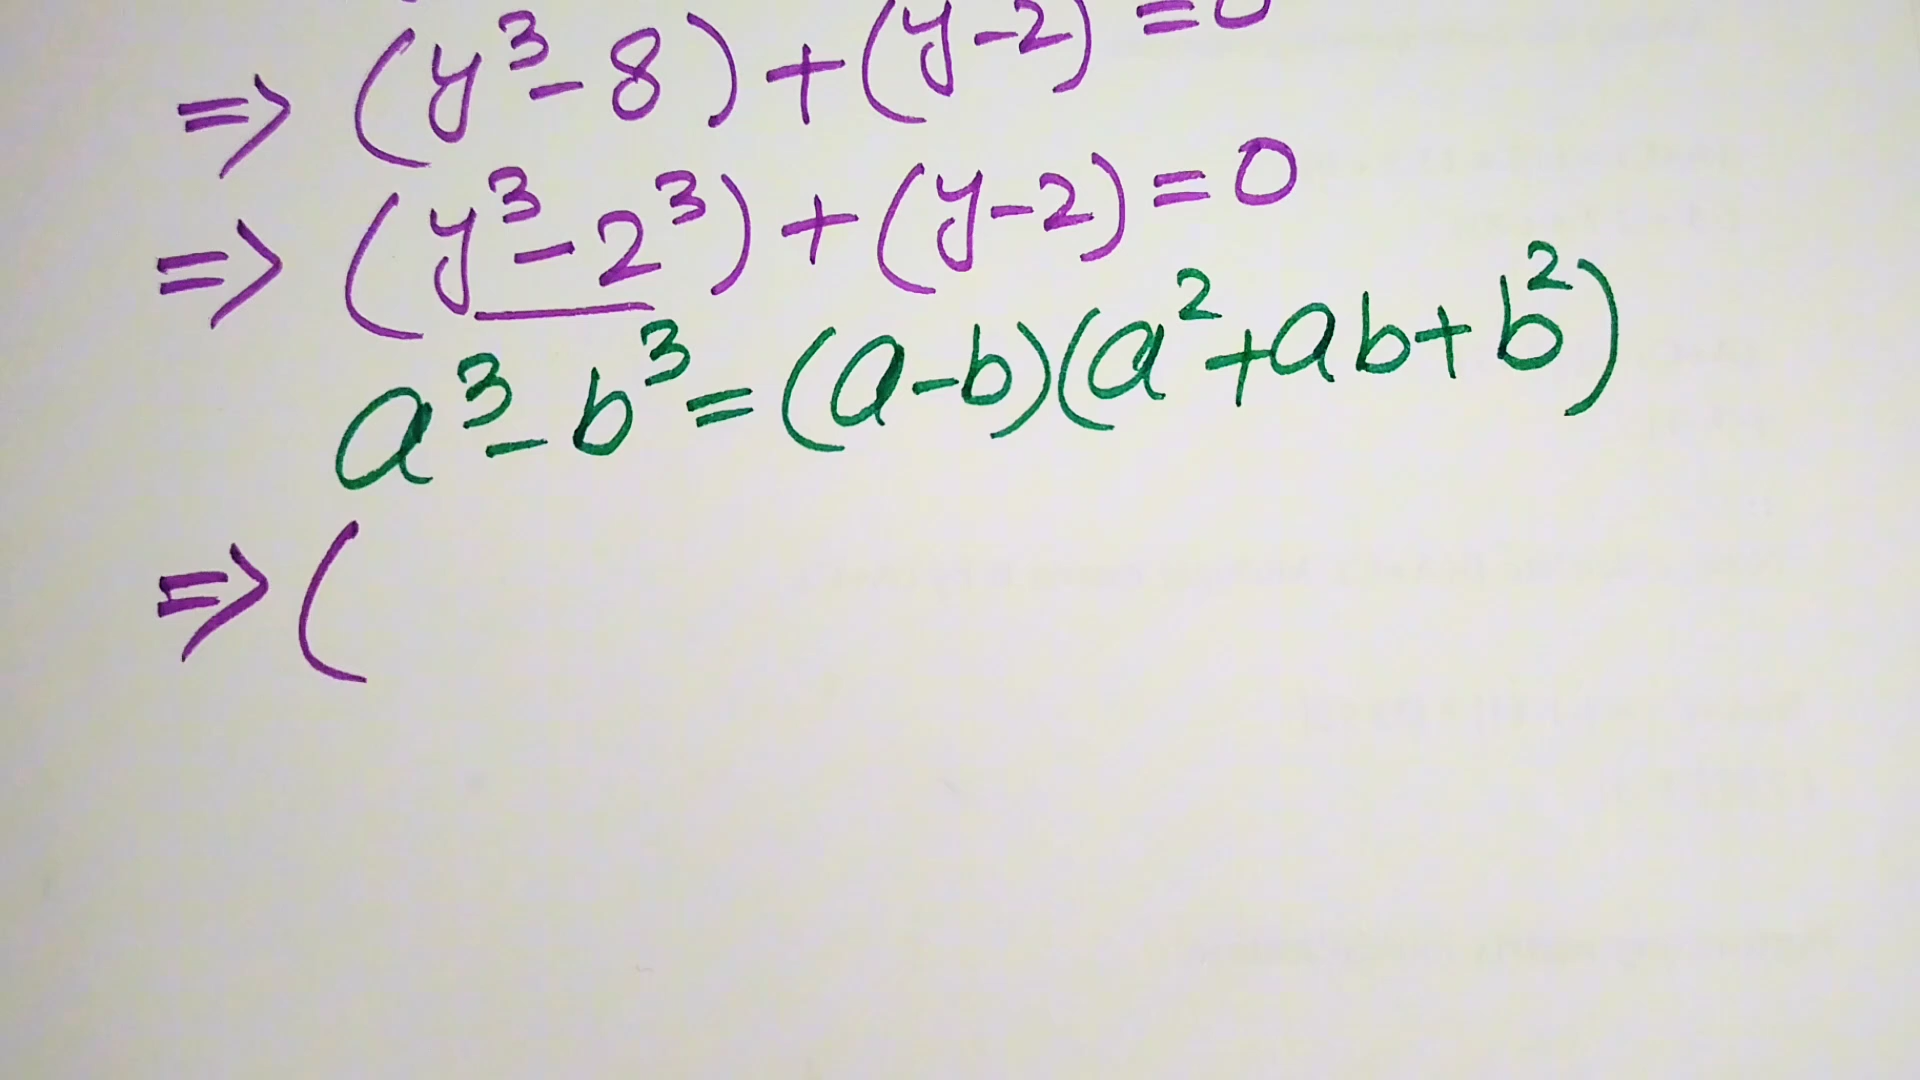 => (y³-8)+(y-2)=0
=> (y³-2³)+(y-2)=0
a³-b³=(a-b)(a²+ab+b²)
=> (